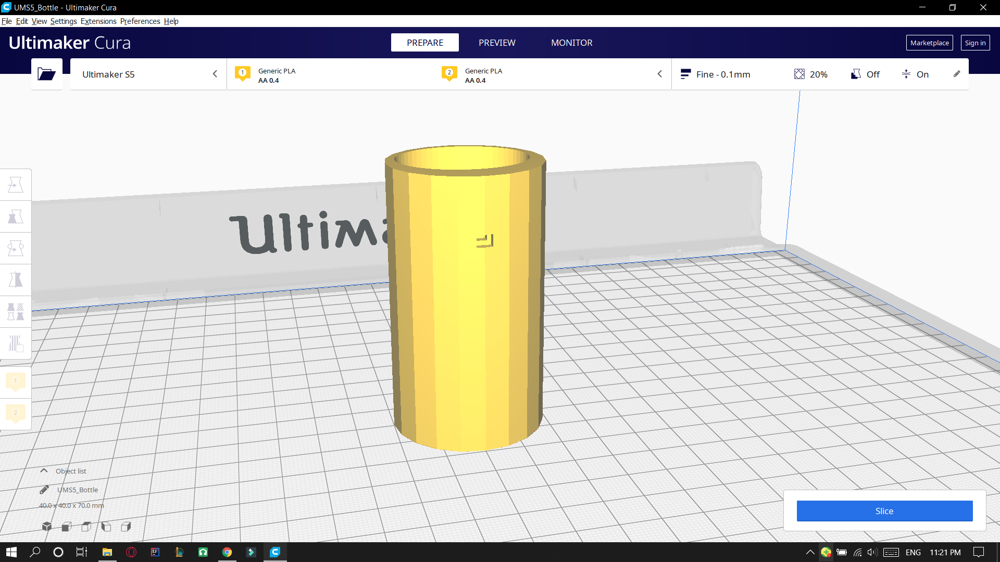 UMS5_Bottle - Ultimaker Cura
File Edit View Settings Extensions Preferences Help
Ultimaker Cura
PREPARE
PREVIEW
MONITOR
Marketplace
Sign in
Ultimaker S5
1
Generic PLA
AA 0.4
2
Generic PLA
AA 0.4
Fine - 0.1mm
20%
Off
On
Ultima
1
2
Object list
UMS5_Bottle
40.0 x 40.0 x 70.0 mm
Slice
ENG
11:21 PM